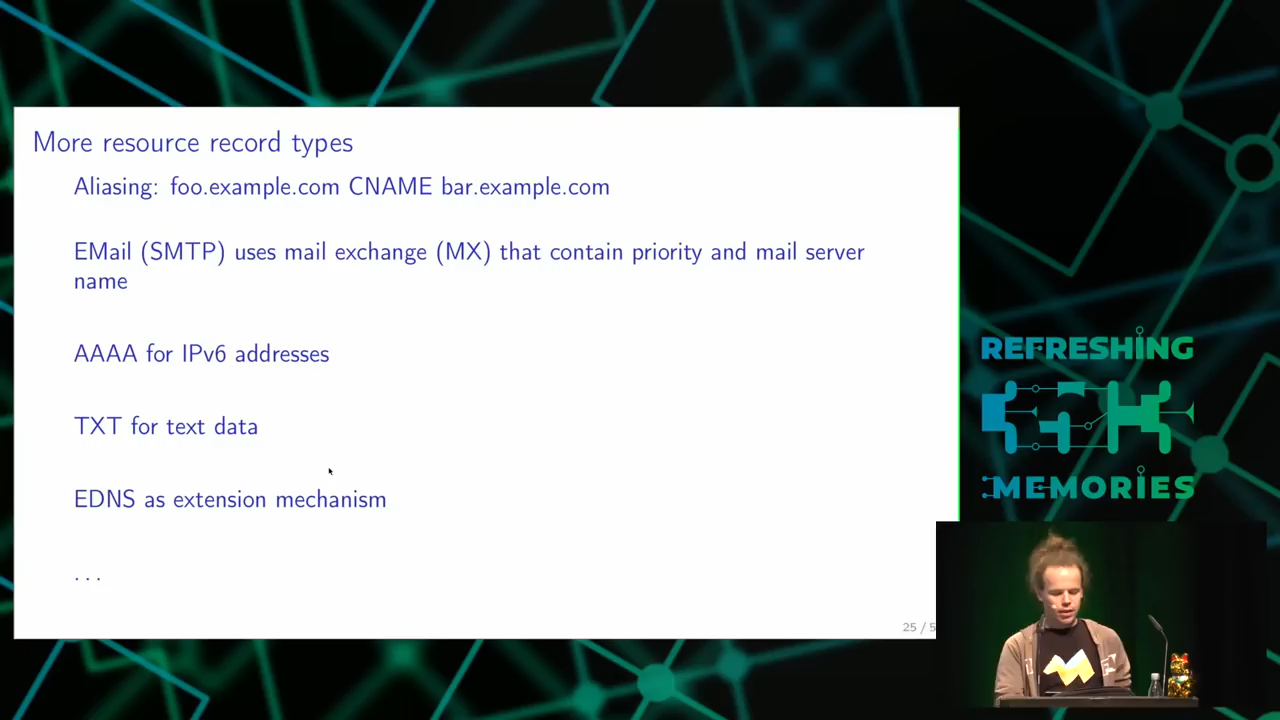 More resource record types
Aliasing: foo.example.com CNAME bar.example.com
EMail (SMTP) uses mail exchange (MX) that contain priority and mail server
name
AAAA for IPv6 addresses
TXT for text data
EDNS as extension mechanism
. . .
25 / 5
REFRESHING
MEMORIES